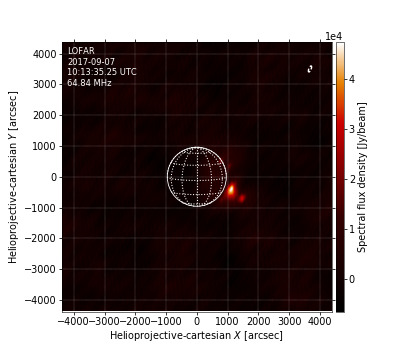 1e4
LOFAR
2017-09-07
10:13:35.25 UTC
64.84 MHz
4000
3000
2000
1000
0
−1000
−2000
−3000
−4000
Helioprojective-cartesian Y [arcsec]
−4000−3000−2000−1000 0 1000 2000 3000 4000
Helioprojective-cartesian X [arcsec]
4
3
2
1
0
Spectral flux density [Jy/beam]